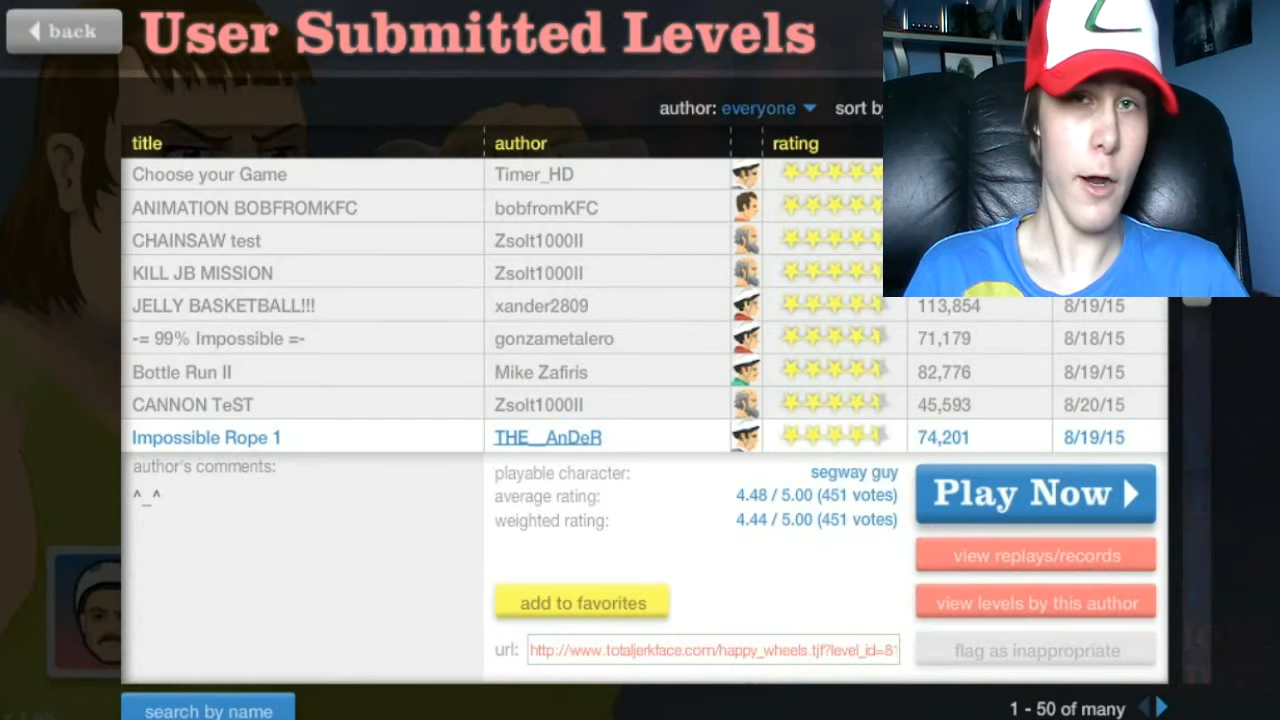 back
User Submitted Levels
author: everyone
sort by
title author rating
Choose your Game Timer_HD
ANIMATION BOBFROMKFC bobfromKFC
CHAINSAW test Zsolt1000II
KILL JB MISSION Zsolt1000II
JELLY BASKETBALL!!! xander2809 113,854 8/19/15
-= 99% Impossible =- gonzametalero 71,179 8/18/15
Bottle Run II Mike Zafiris 82,776 8/19/15
CANNON TeST Zsolt1000II 45,593 8/20/15
Impossible Rope 1 THE__AnDeR 74,201 8/19/15
author's comments:
^_^
playable character: segway guy
average rating: 4.48 / 5.00 (451 votes)
weighted rating: 4.44 / 5.00 (451 votes)
Play Now
view replays/records
add to favorites
view levels by this author
url: http://www.totaljerkface.com/happy_wheels.tjf?level_id=8
flag as inappropriate
search by name
1 - 50 of many